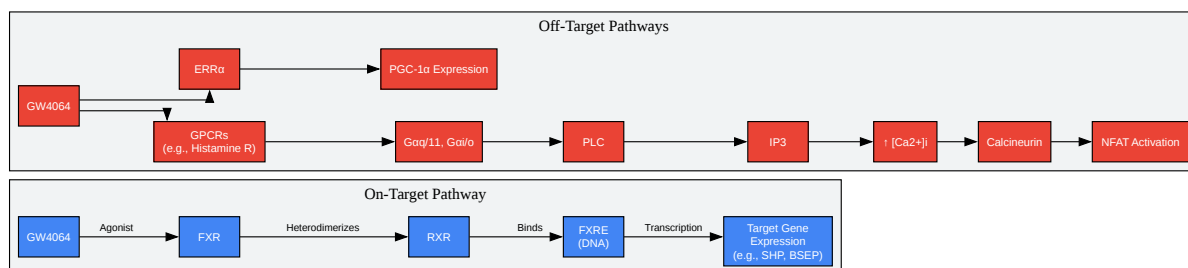 Off-Target Pathways
ERRα
PGC-1α Expression
GW4064
GPCRs
(e.g., Histamine R)
Gαq/11, Gαi/o
PLC
IP3
↑ [Ca2+]i
Calcineurin
NFAT Activation
On-Target Pathway
GW4064
Agonist
FXR
Heterodimerizes
RXR
Binds
FXRE
(DNA)
Transcription
Target Gene
Expression
(e.g., SHP, BSEP)